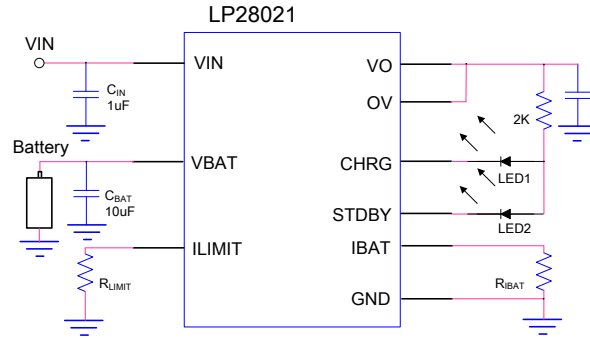 LP28021
VIN
VIN
CIN
1uF
Battery
VBAT
CBAT
10uF
ILIMIT
RLIMIT
VO
OV
2K
CHRG
LED1
STDBY
LED2
IBAT
RIBAT
GND